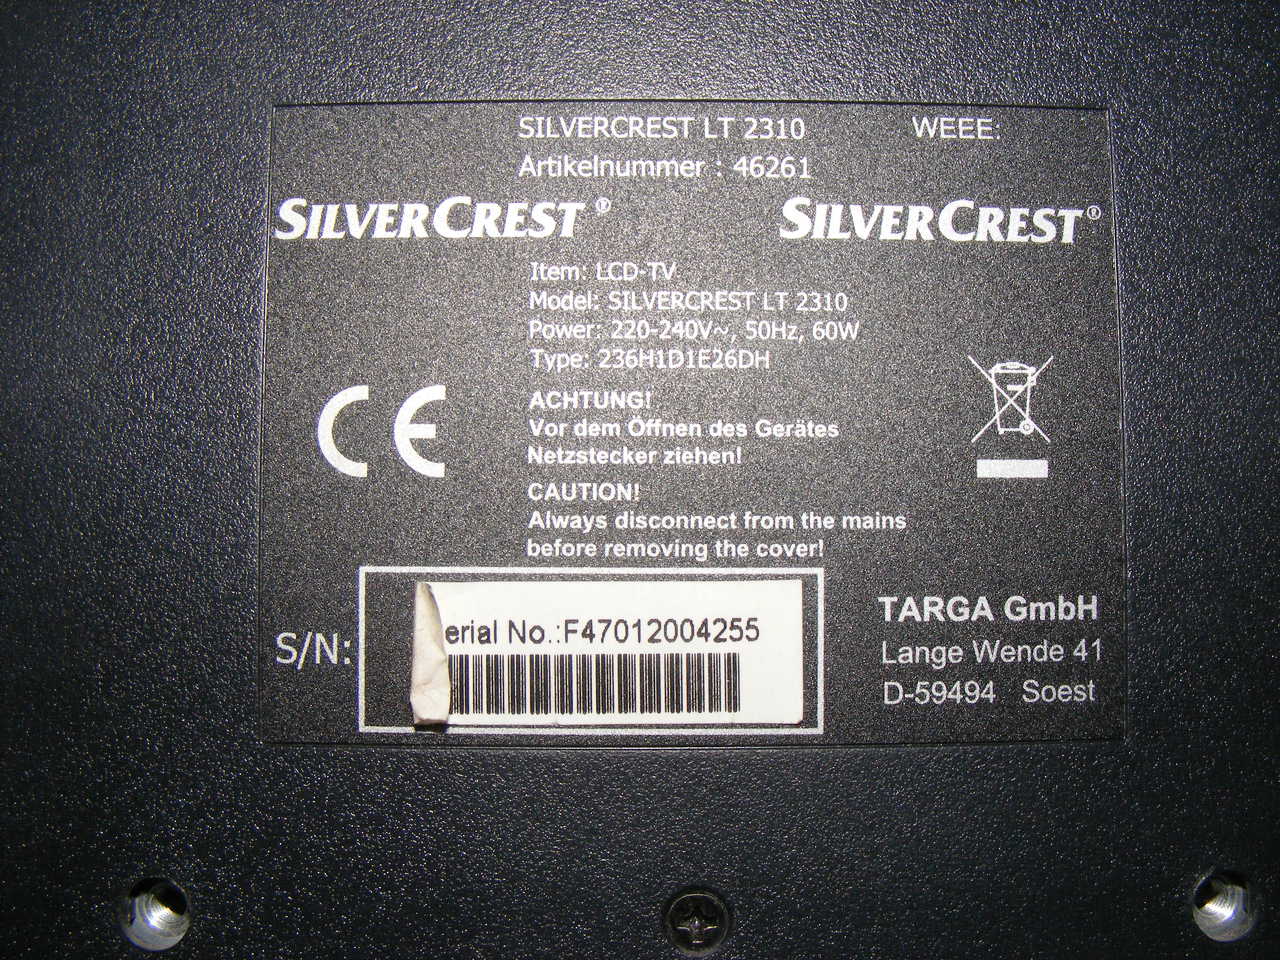 SILVERCREST LT 2310 WEEE:
Artikelnummer : 46261
SILVERCREST® SILVERCREST®
Item: LCD-TV
Model: SILVERCREST LT 2310
Power: 220-240V~, 50Hz, 60W
Type: 236H1D1E26DH
CE
ACHTUNG!
Vor dem Öffnen des Gerätes
Netzstecker ziehen!
CAUTION!
Always disconnect from the mains
before removing the cover!
S/N:
erial No.:F47012004255
TARGA GmbH
Lange Wende 41
D-59494 Soest